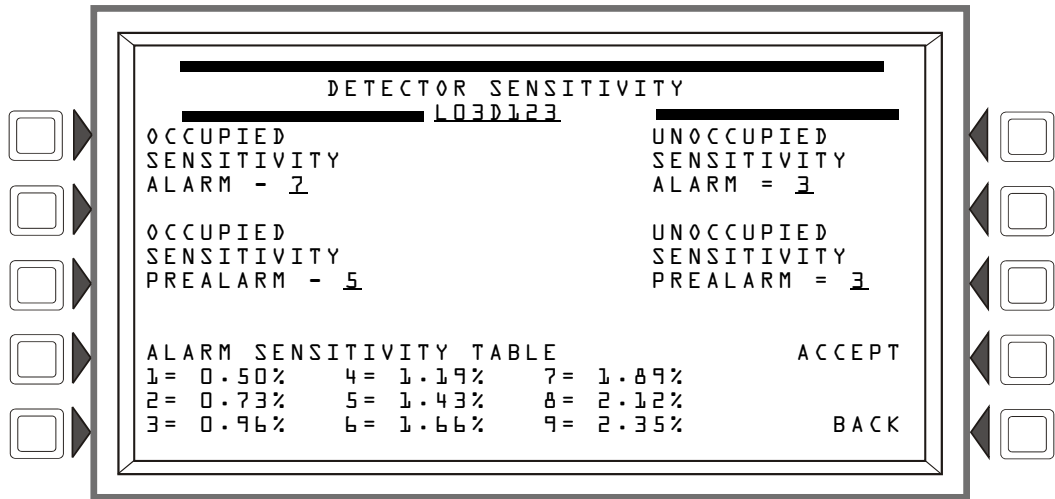 DETECTOR SENSITIVITY
L03D123
OCCUPIED
SENSITIVITY
ALARM - 7
UNOCCUPIED
SENSITIVITY
ALARM = 3
OCCUPIED
SENSITIVITY
PREALARM - 5
UNOCCUPIED
SENSITIVITY
PREALARM = 3
ALARM SENSITIVITY TABLE
1= 0.50% 4= 1.19% 7= 1.89%
2= 0.73% 5= 1.43% 8= 2.12%
3= 0.96% 6= 1.66% 9= 2.35%
ACCEPT
BACK